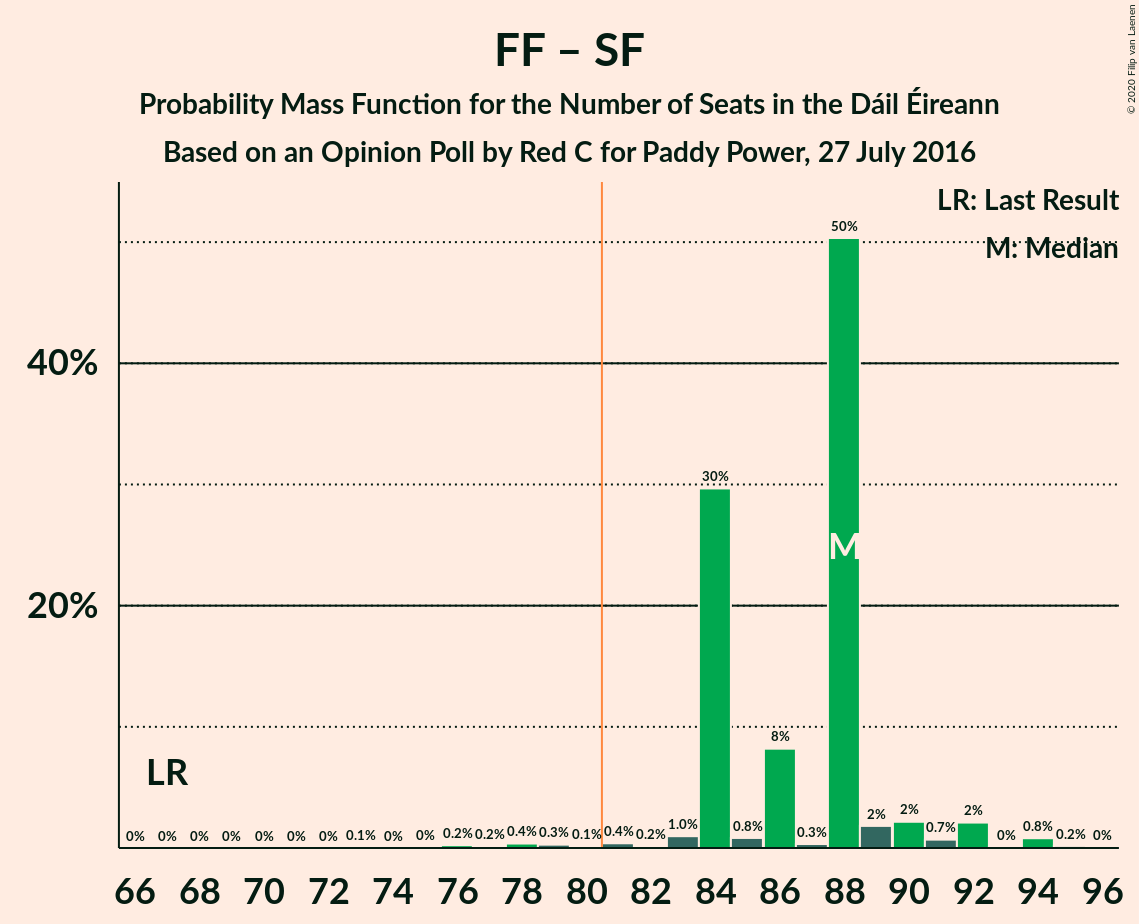 FF – SF
Probability Mass Function for the Number of Seats in the Dáil Éireann
Based on an Opinion Poll by Red C for Paddy Power, 27 July 2016
© 2020 Filip van Laenen
LR: Last Result
M: Median
40%
20%
LR
M
0% 0% 0% 0% 0% 0% 0% 0.1% 0% 0% 0.2% 0.2% 0.4% 0.3% 0.1% 0.4% 0.2% 1.0% 30% 0.8% 8% 0.3% 50% 2% 2% 0.7% 2% 0% 0.8% 0.2% 0%
66 68 70 72 74 76 78 80 82 84 86 88 90 92 94 96